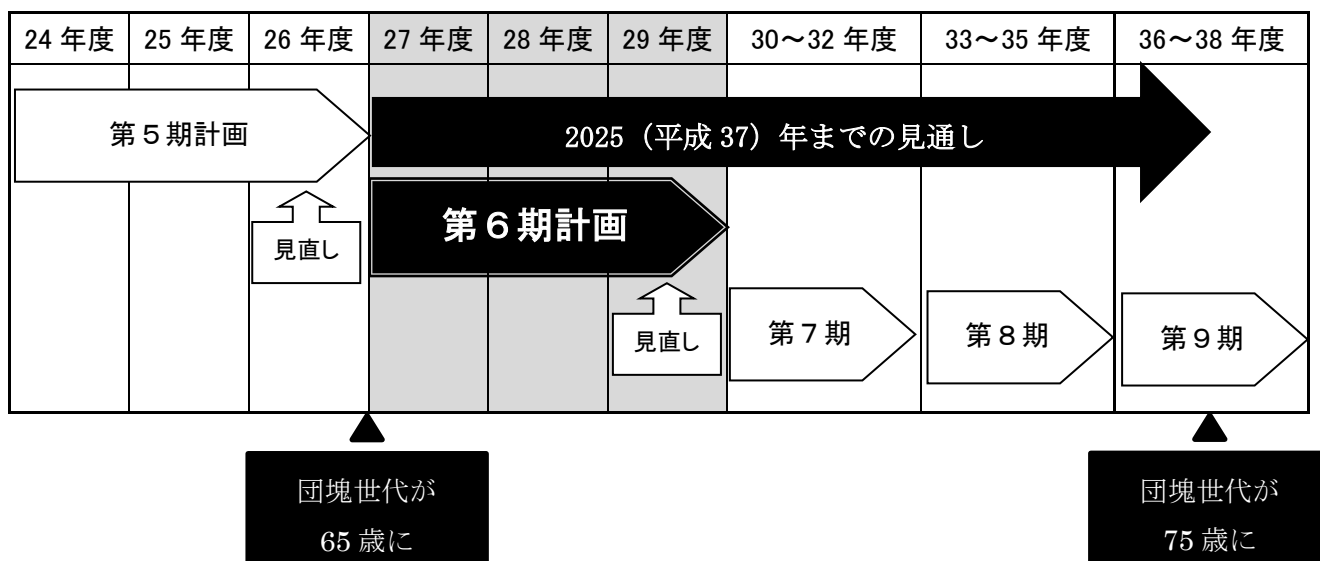 24 年度 25 年度 26 年度 27 年度 28 年度 29 年度 30～32 年度 33～35 年度 36～38 年度
第５期計画
2025（平成 37）年までの見通し
見直し
第６期計画
見直し
第７期
第８期
第９期
団塊世代が
65 歳に
団塊世代が
75 歳に